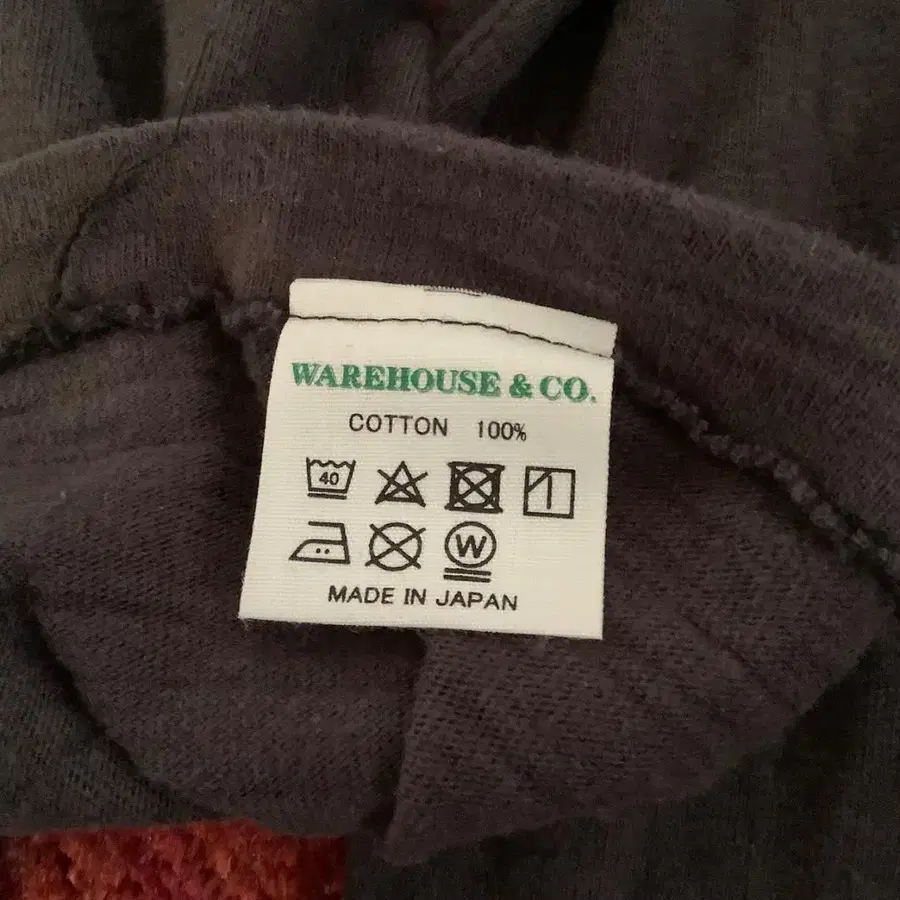 WAREHOUSE & CO.
COTTON 100%
40
W
MADE IN JAPAN